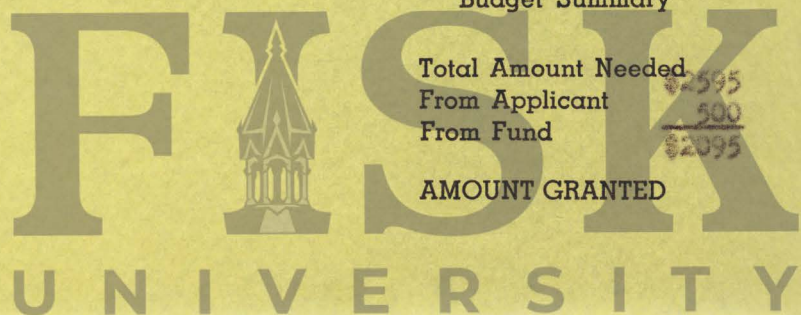 Budget Summary
Total Amount Needed $2595
From Applicant 500
From Fund $2095
AMOUNT GRANTED
FISK
UNIVERSITY